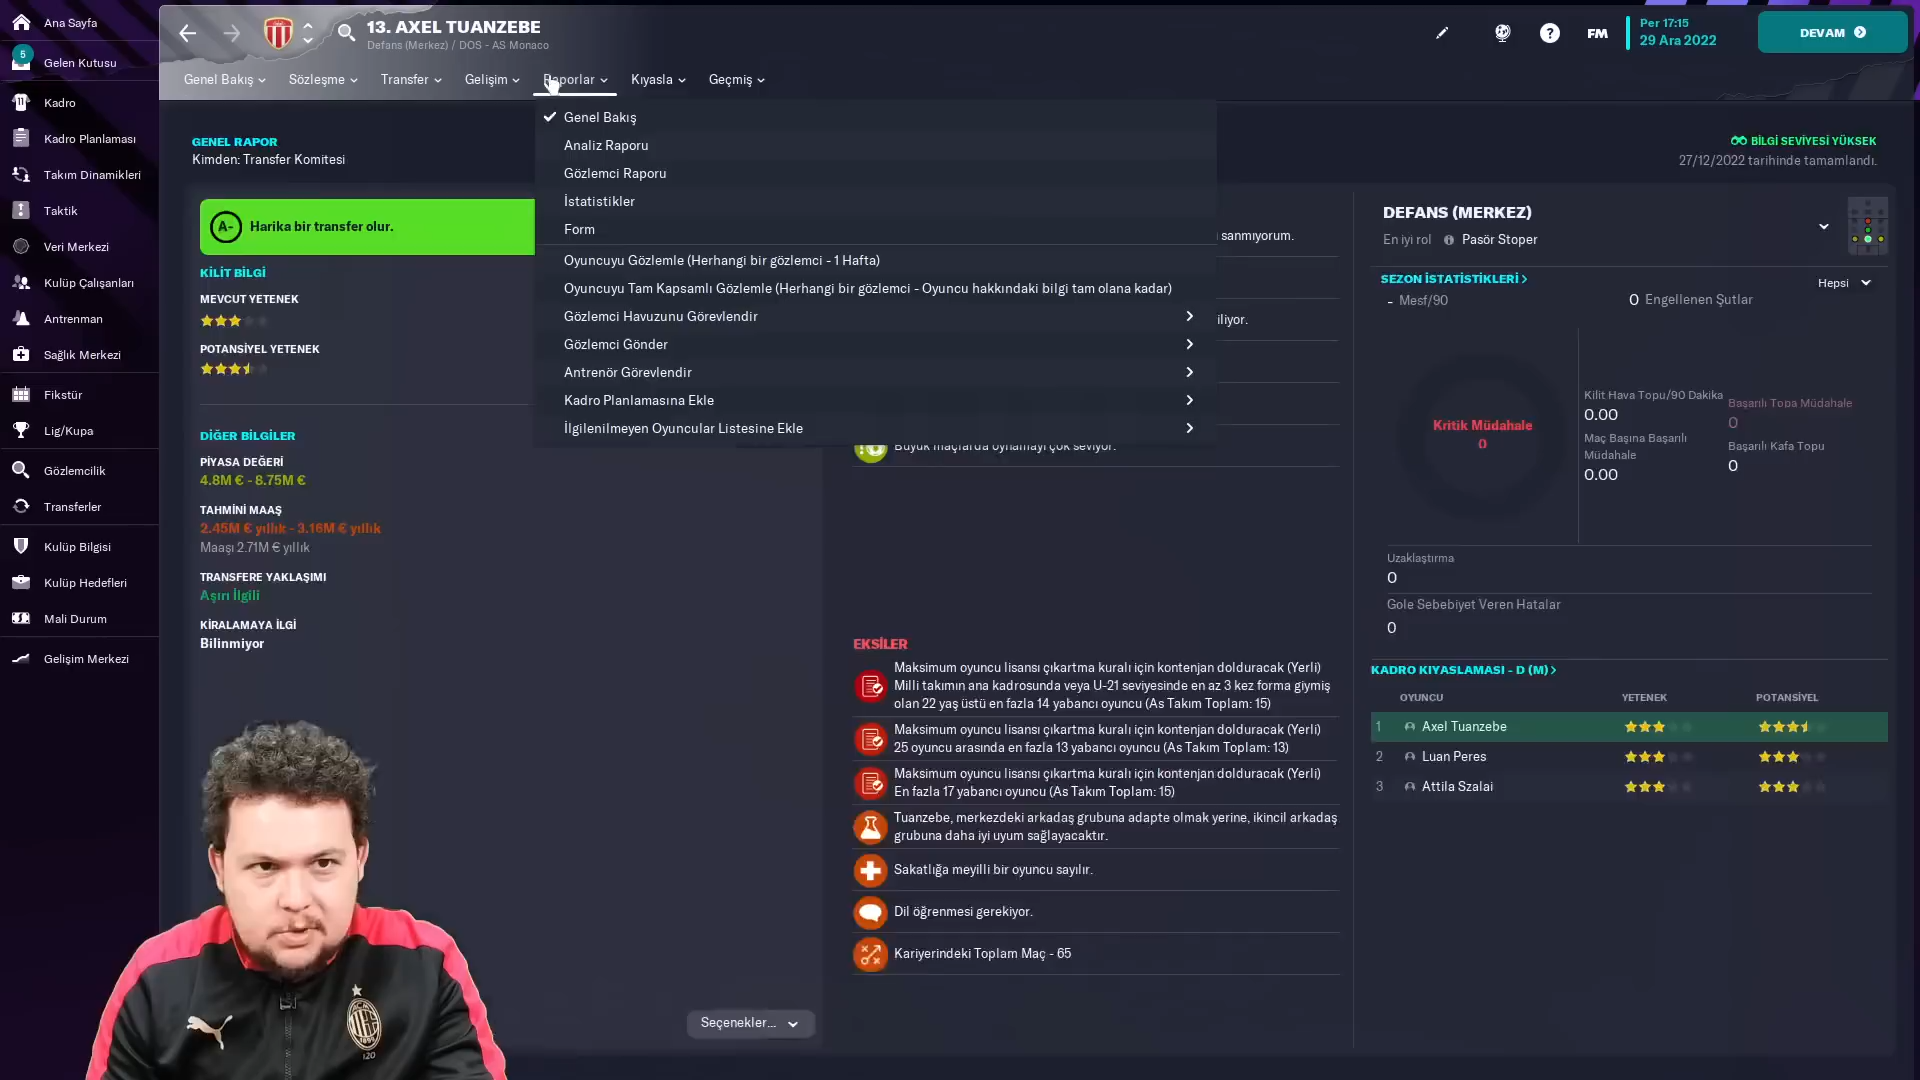 Ana Sayfa
5
Gelen Kutusu
Kadro
Kadro Planlaması
Takım Dinamikleri
Taktik
Veri Merkezi
Kulüp Çalışanları
Antrenman
Sağlık Merkezi
Fikstür
Lig/Kupa
Gözlemcilik
Transferler
Kulüp Bilgisi
Kulüp Hedefleri
Mali Durum
Gelişim Merkezi
13. AXEL TUANZEBE
Defans (Merkez) / DOS - AS Monaco
FM
Per 17:15
29 Ara 2022
DEVAM
Genel Bakış
Sözleşme
Transfer
Gelişim
Raporlar
Kıyasla
Geçmiş
Genel Bakış
Analiz Raporu
Gözlemci Raporu
İstatistikler
Form
Oyuncuyu Gözlemle (Herhangi bir gözlemci - 1 Hafta)
Oyuncuyu Tam Kapsamlı Gözlemle (Herhangi bir gözlemci - Oyuncu hakkındaki bilgi tam olana kadar)
Gözlemci Havuzunu Görevlendir
Gözlemci Gönder
Antrenör Görevlendir
Kadro Planlamasına Ekle
İlgilenilmeyen Oyuncular Listesine Ekle
GENEL RAPOR
Kimden: Transfer Komitesi
BİLGİ SEVİYESİ YÜKSEK
27/12/2022 tarihinde tamamlandı.
A-
Harika bir transfer olur.
KİLİT BİLGİ
MEVCUT YETENEK
POTANSİYEL YETENEK
DİĞER BİLGİLER
PİYASA DEĞERİ
4.8M € - 8.75M €
TAHMİNİ MAAŞ
2.45M € yıllık - 3.16M € yıllık
Maaşı 2.71M € yıllık
TRANSFERE YAKLAŞIMI
Aşırı İlgili
KİRALAMAYA İLGİ
Bilinmiyor
Seçenekler...
sanmıyorum.
iliyor.
Büyük maçlarda oynamayı çok seviyor.
EKSİLER
Maksimum oyuncu lisansı çıkartma kuralı için kontenjan dolduracak (Yerli)
Milli takımın ana kadrosunda veya U-21 seviyesinde en az 3 kez forma giymiş
olan 22 yaş üstü en fazla 14 yabancı oyuncu (As Takım Toplam: 15)
Maksimum oyuncu lisansı çıkartma kuralı için kontenjan dolduracak (Yerli)
25 oyuncu arasında en fazla 13 yabancı oyuncu (As Takım Toplam: 13)
Maksimum oyuncu lisansı çıkartma kuralı için kontenjan dolduracak (Yerli)
En fazla 17 yabancı oyuncu (As Takım Toplam: 15)
Tuanzebe, merkezdeki arkadaş grubuna adapte olmak yerine, ikincil arkadaş
grubuna daha iyi uyum sağlayacaktır.
Sakatlığa meyilli bir oyuncu sayılır.
Dil öğrenmesi gerekiyor.
Kariyerindeki Toplam Maç - 65
DEFANS (MERKEZ)
En iyi rol Pasör Stoper
SEZON İSTATİSTİKLERİ
Hepsi
- Mesf/90
0 Engellenen Şutlar
Kritik Müdahale
0
Kilit Hava Topu/90 Dakika
0.00
Başarılı Topa Müdahale
0
Maç Başına Başarılı
Müdahale
0.00
Başarılı Kafa Topu
0
Uzaklaştırma
0
Gole Sebebiyet Veren Hatalar
0
KADRO KIYASLAMASI - D (M)
OYUNCU YETENEK POTANSİYEL
1 Axel Tuanzebe
2 Luan Peres
3 Attila Szalai